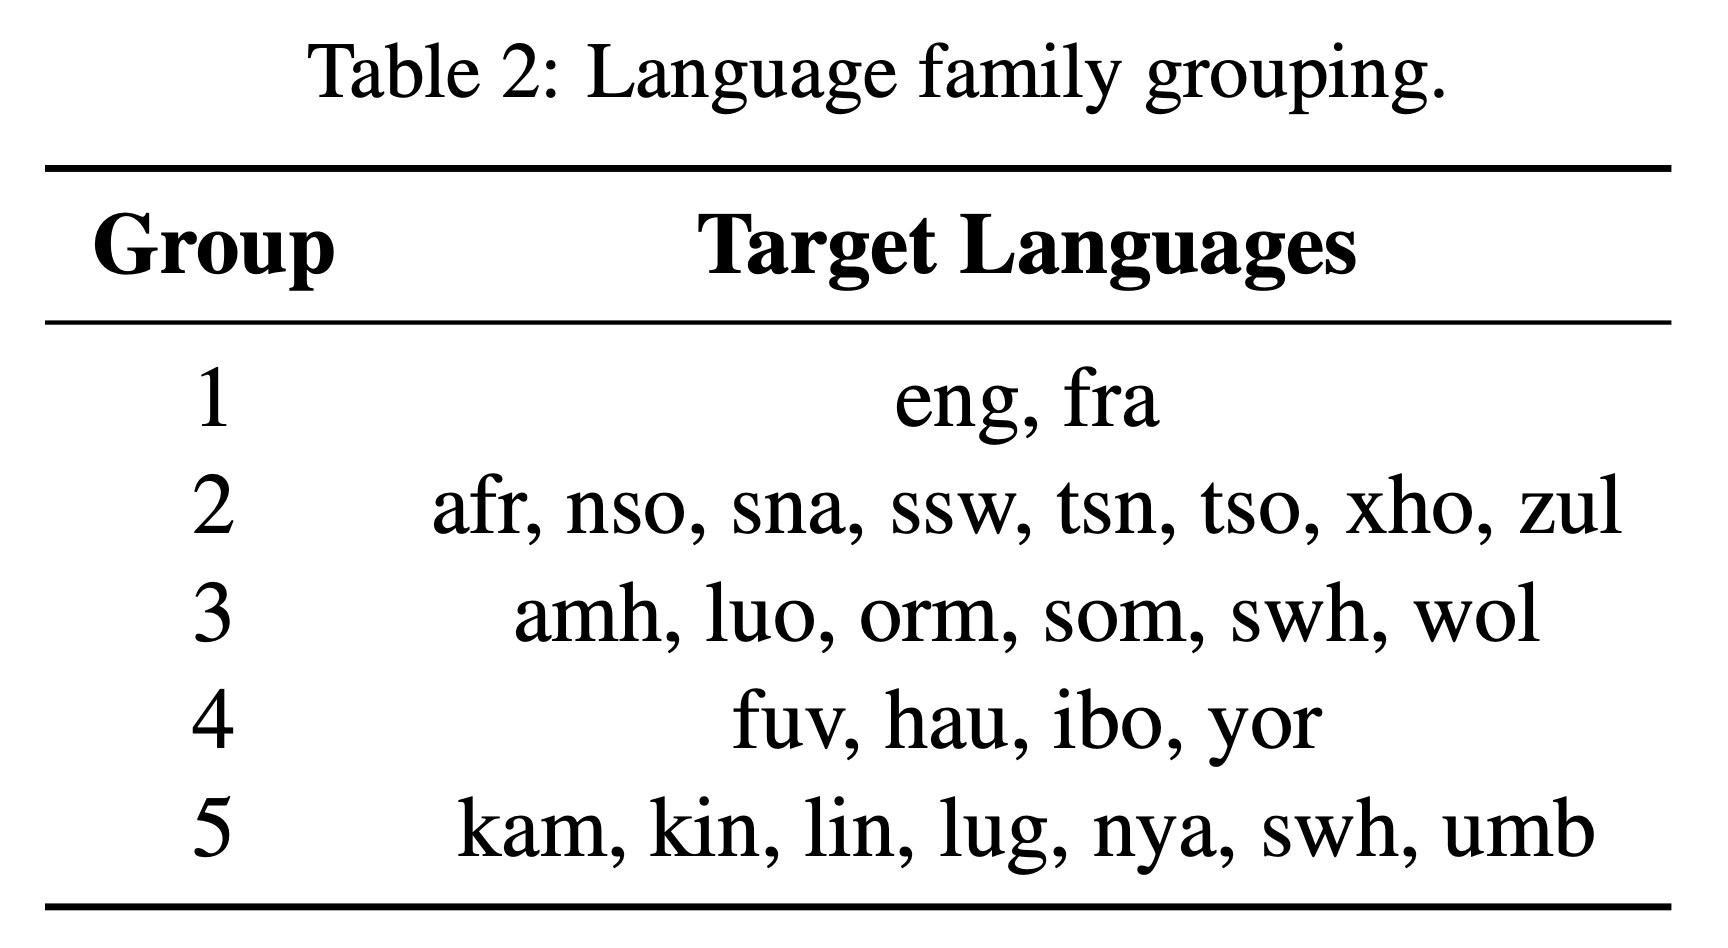 Table 2: Language family grouping.
Group Target Languages
1 eng, fra
2 afr, nso, sna, ssw, tsn, tso, xho, zul
3 amh, luo, orm, som, swh, wol
4 fuv, hau, ibo, yor
5 kam, kin, lin, lug, nya, swh, umb